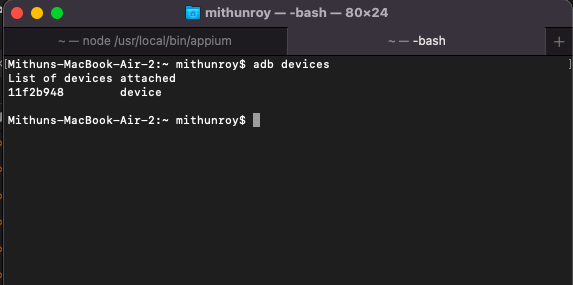 mithunroy — -bash — 80×24
~ — node /usr/local/bin/appium
~ — -bash
+
[Mithuns-MacBook-Air-2:~ mithunroy$ adb devices ]
List of devices attached
11f2b948 device
Mithuns-MacBook-Air-2:~ mithunroy$